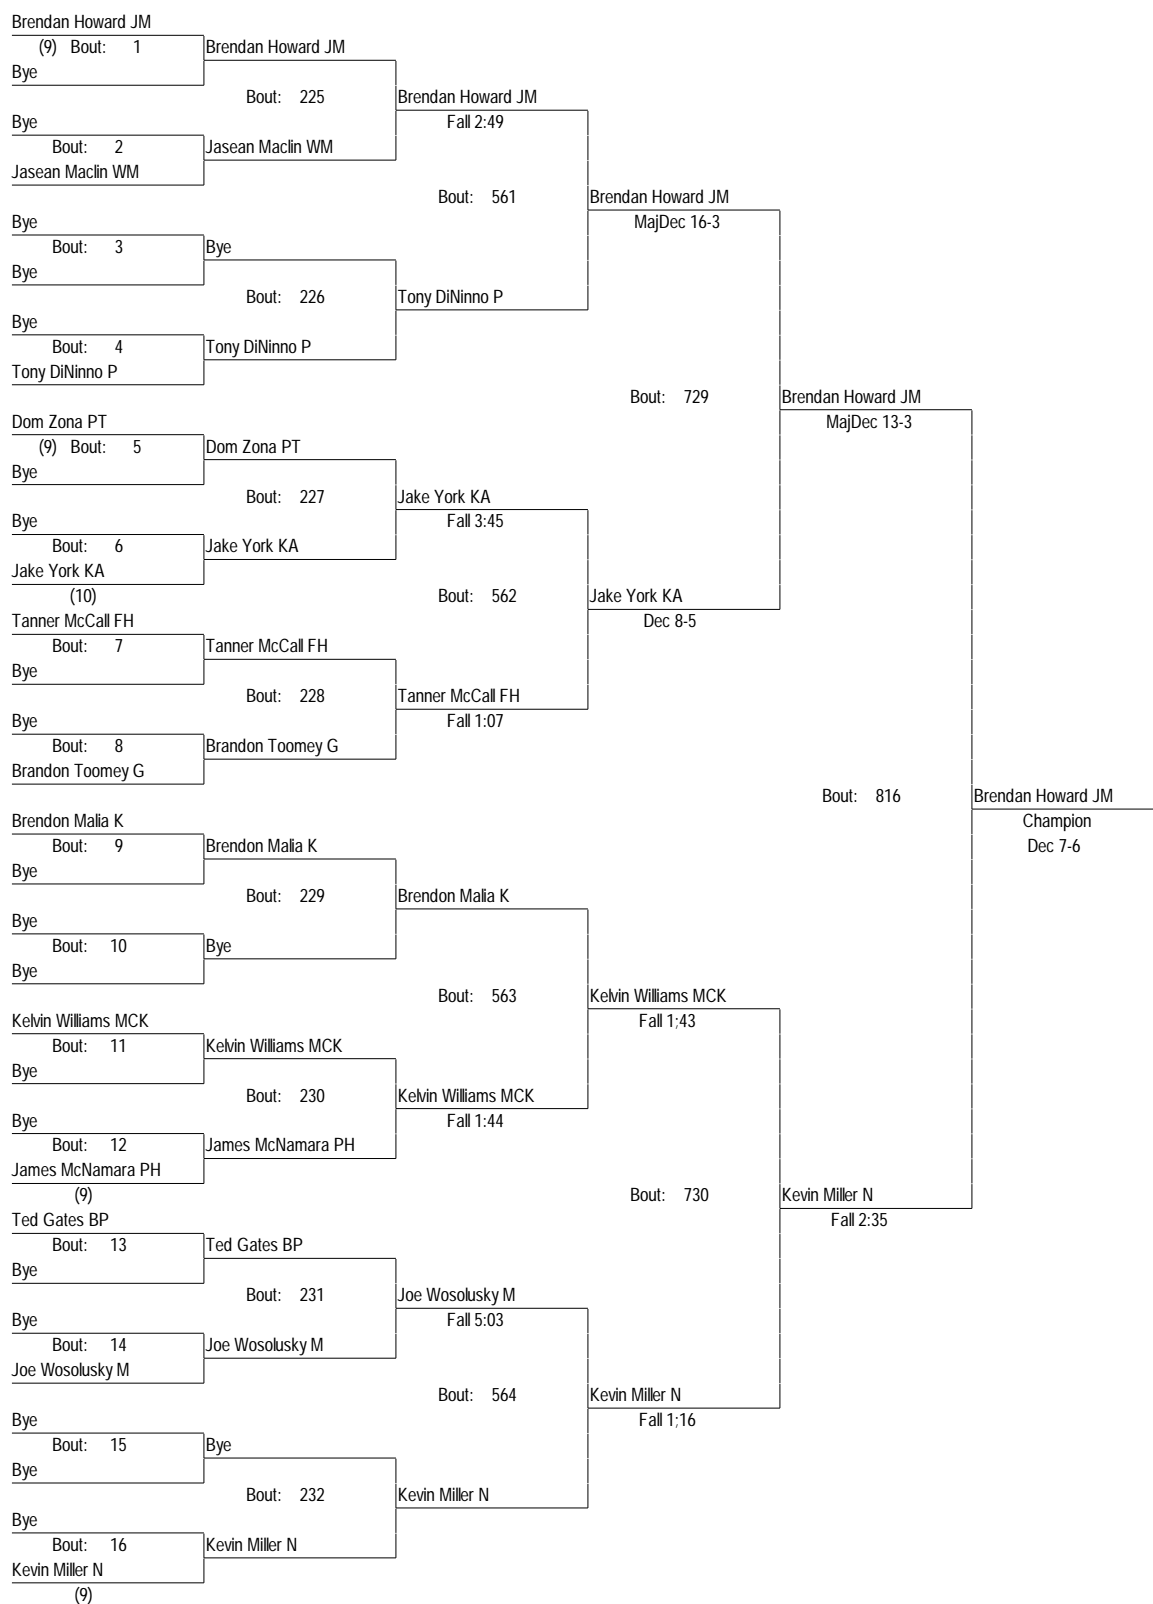 Brendan Howard JM
(9) Bout: 1 Brendan Howard JM
Bye
Bout: 225 Brendan Howard JM
Bye Fall 2:49
Bout: 2 Jasean Maclin WM
Jasean Maclin WM
Bout: 561 Brendan Howard JM
Bye MajDec 16-3
Bout: 3 Bye
Bye
Bout: 226 Tony DiNinno P
Bye
Bout: 4 Tony DiNinno P
Tony DiNinno P
Bout: 729 Brendan Howard JM
Dom Zona PT MajDec 13-3
(9) Bout: 5 Dom Zona PT
Bye
Bout: 227 Jake York KA
Bye Fall 3:45
Bout: 6 Jake York KA
Jake York KA
(10) Bout: 562 Jake York KA
Tanner McCall FH Dec 8-5
Bout: 7 Tanner McCall FH
Bye
Bout: 228 Tanner McCall FH
Bye Fall 1:07
Bout: 8 Brandon Toomey G
Brandon Toomey G
Bout: 816 Brendan Howard JM
Brendon Malia K Champion
Bout: 9 Brendon Malia K Dec 7-6
Bye
Bout: 229 Brendon Malia K
Bye
Bout: 10 Bye
Bye
Bout: 563 Kelvin Williams MCK
Kelvin Williams MCK Fall 1;43
Bout: 11 Kelvin Williams MCK
Bye
Bout: 230 Kelvin Williams MCK
Bye Fall 1:44
Bout: 12 James McNamara PH
James McNamara PH
(9) Bout: 730 Kevin Miller N
Ted Gates BP Fall 2:35
Bout: 13 Ted Gates BP
Bye
Bout: 231 Joe Wosolusky M
Bye Fall 5:03
Bout: 14 Joe Wosolusky M
Joe Wosolusky M
Bout: 564 Kevin Miller N
Bye Fall 1;16
Bout: 15 Bye
Bye
Bout: 232 Kevin Miller N
Bye
Bout: 16 Kevin Miller N
Kevin Miller N
(9)